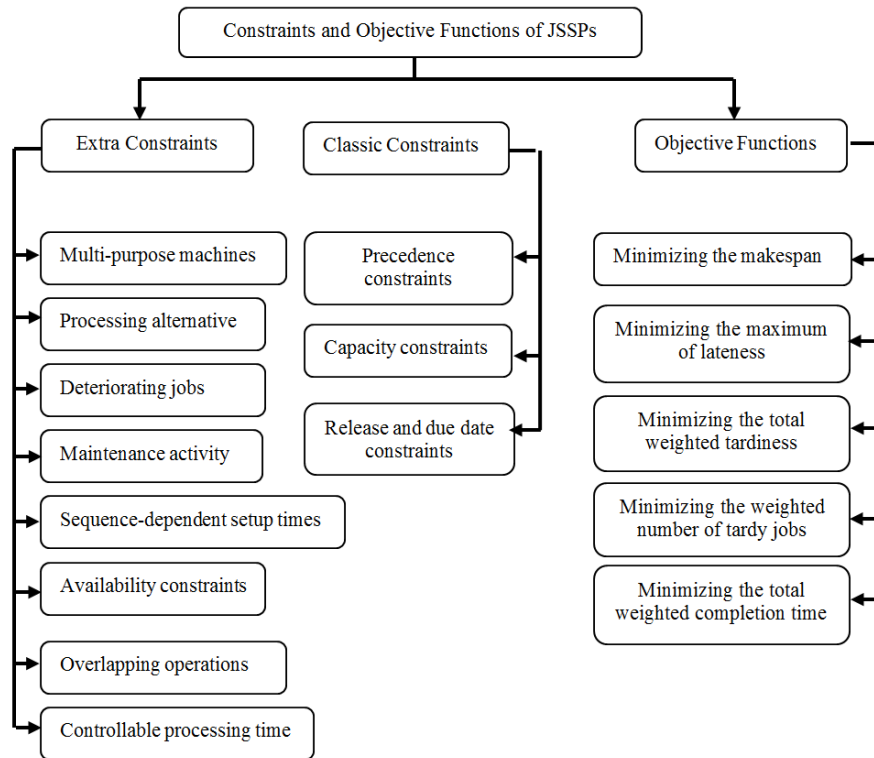 Constraints and Objective Functions of JSSPs
Extra Constraints
Classic Constraints
Objective Functions
Multi-purpose machines
Processing alternative
Deteriorating jobs
Maintenance activity
Sequence-dependent setup times
Availability constraints
Overlapping operations
Controllable processing time
Precedence
constraints
Capacity constraints
Release and due date
constraints
Minimizing the makespan
Minimizing the maximum
of lateness
Minimizing the total
weighted tardiness
Minimizing the weighted
number of tardy jobs
Minimizing the total
weighted completion time